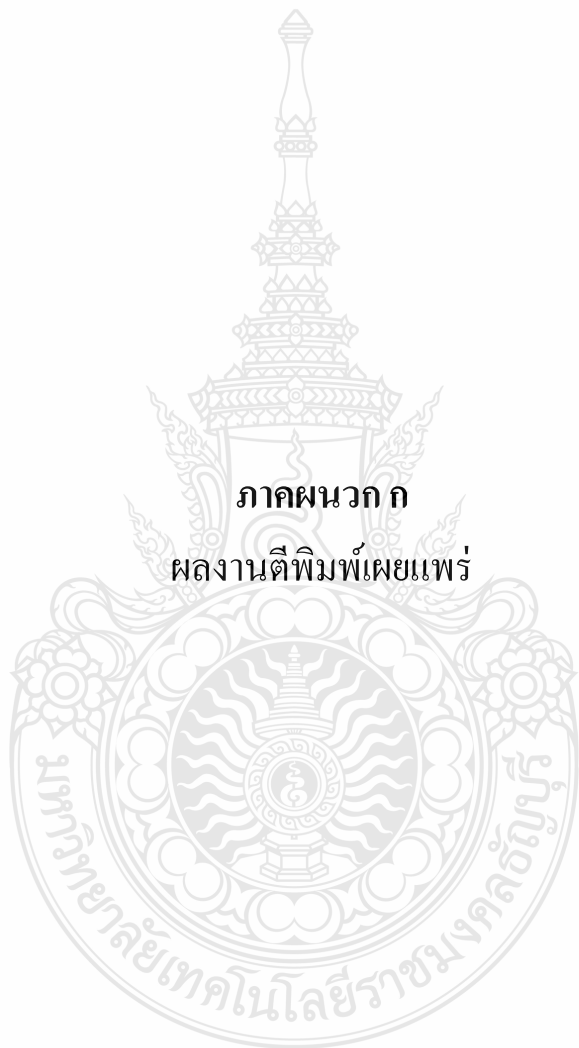 ภาคผนวก ก
ผลงานตีพิมพ์เผยแพร่
มหาวิทยาลัยเทคโนโลยีราชมงคลธัญบุรี